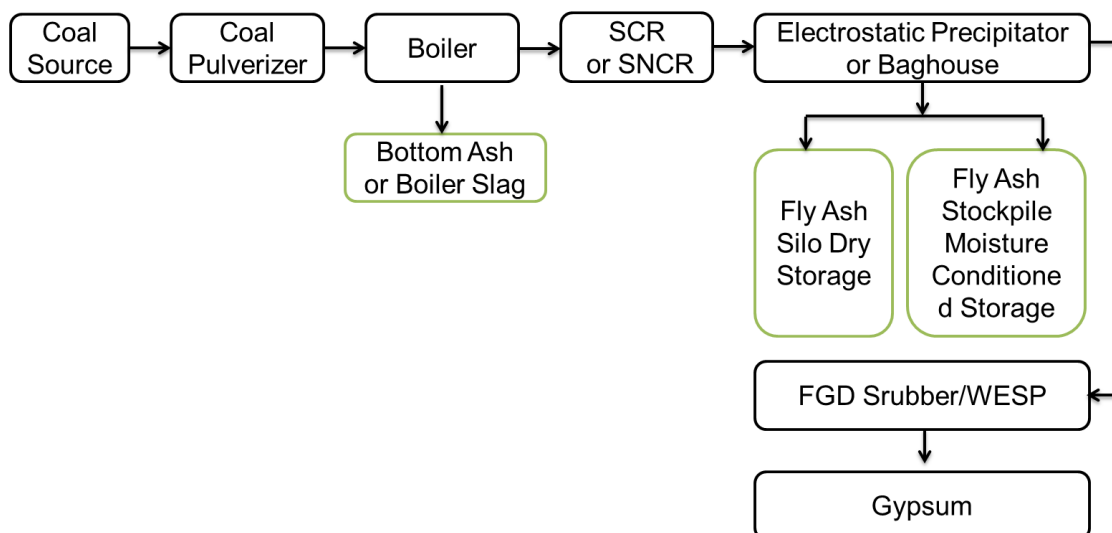 Coal
Source
Coal
Pulverizer
Boiler
SCR
or SNCR
Electrostatic Precipitator
or Baghouse
Bottom Ash
or Boiler Slag
Fly Ash
Silo Dry
Storage
Fly Ash
Stockpile
Moisture
Conditione
d Storage
FGD Srubber/WESP
Gypsum